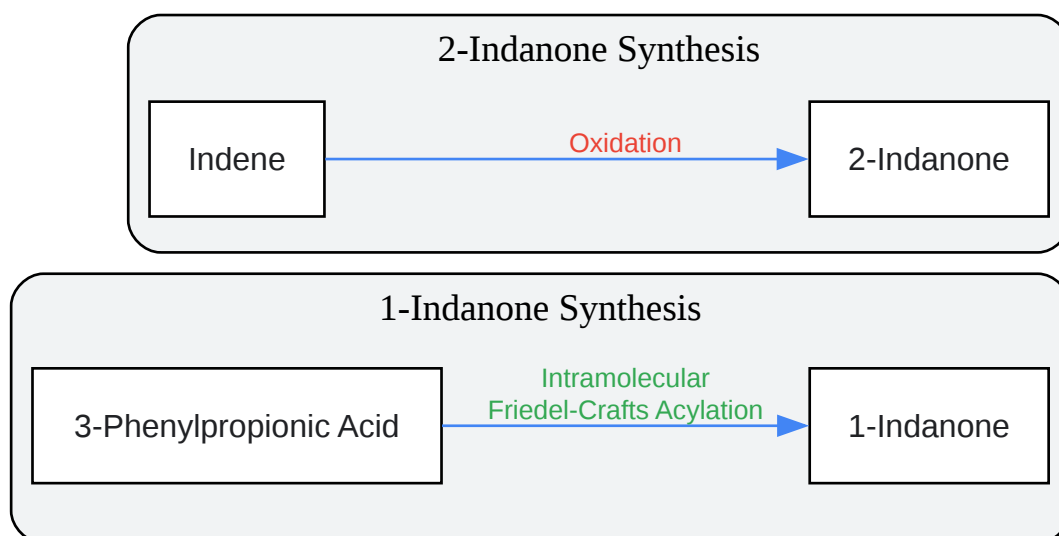 2-Indanone Synthesis
Indene
Oxidation
2-Indanone
1-Indanone Synthesis
3-Phenylpropionic Acid
Intramolecular
Friedel-Crafts Acylation
1-Indanone